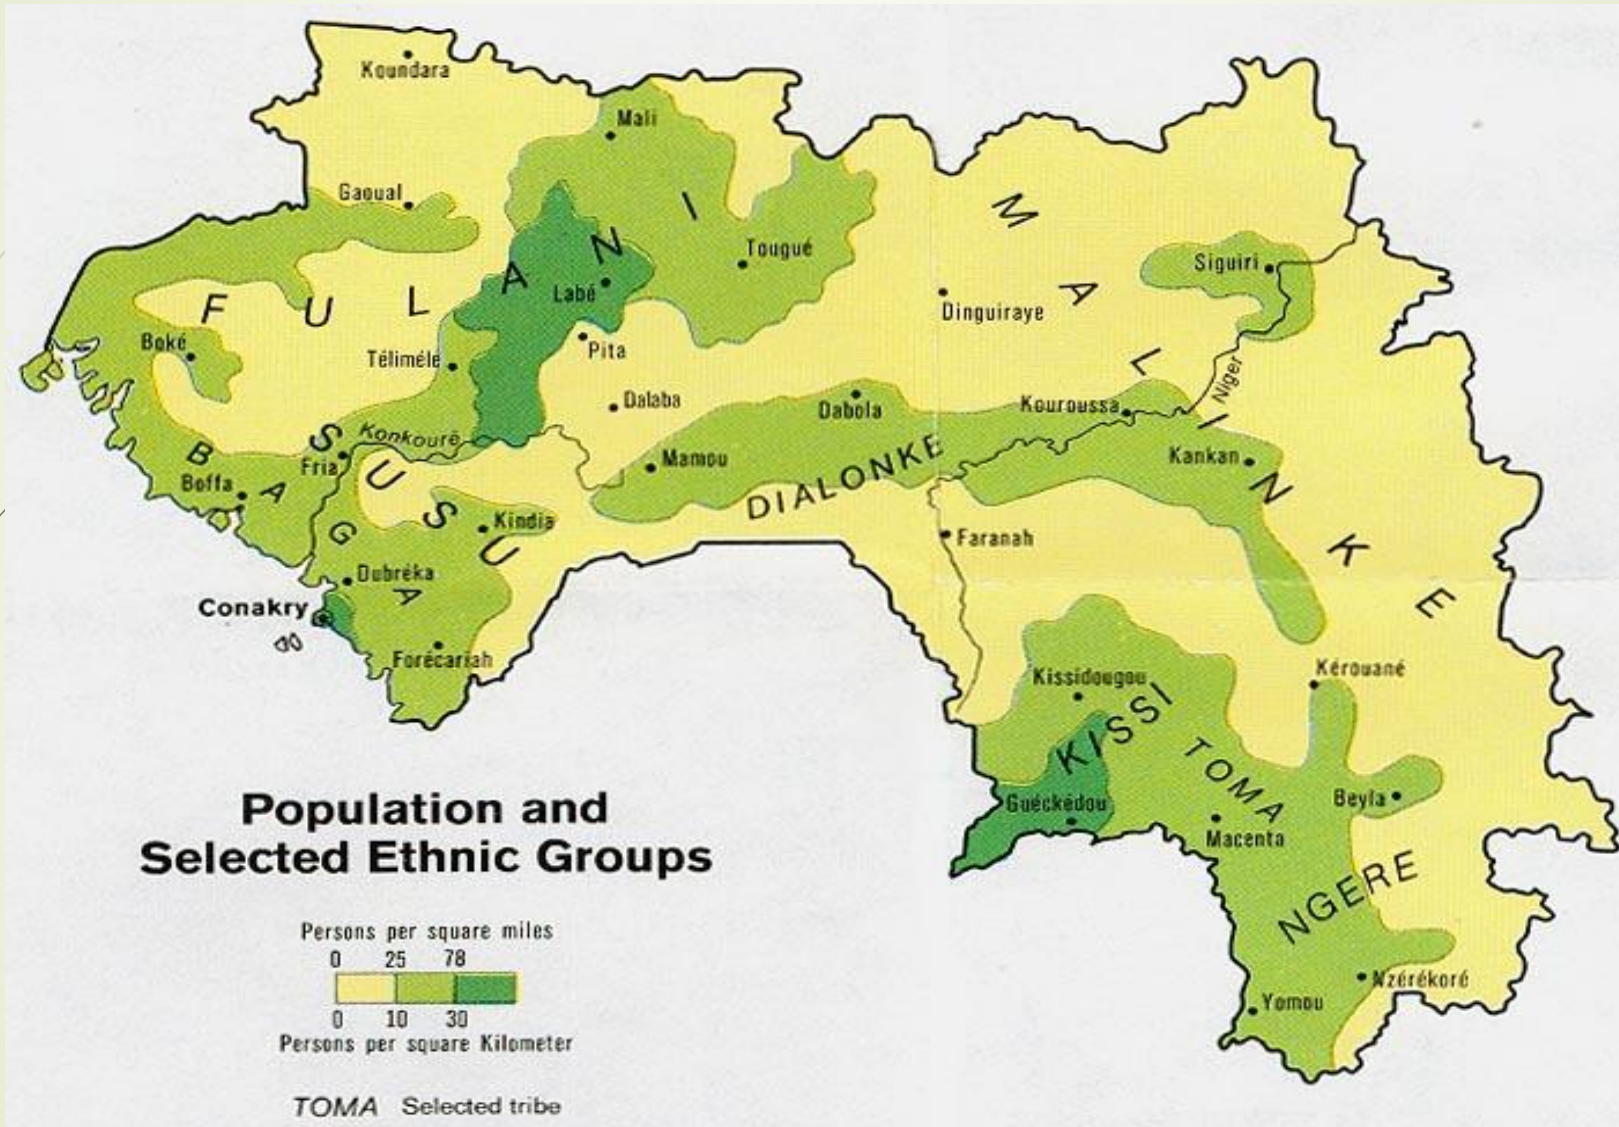 Koundara
Mali
Gaoual
FULANI
MALINKE
Tougué
Siguiri
Labé
Dinguiraye
Boké
Téliméle
Pita
Niger
Dalaba
Dabola
Kouroussa
SUSU
Konkouré
BAGA
Fria
Mamou
DIALONKE
Kankan
Boffa
Kindia
Faranah
Dubréka
Conakry
Forécariah
Kérouané
Kissidougou
KISSI
TOMA
Guéckédou
Beyla
Macenta
NGERE
Nzérékoré
Yomou
Population and
Selected Ethnic Groups
Persons per square miles
0 25 78
0 10 30
Persons per square Kilometer
TOMA Selected tribe